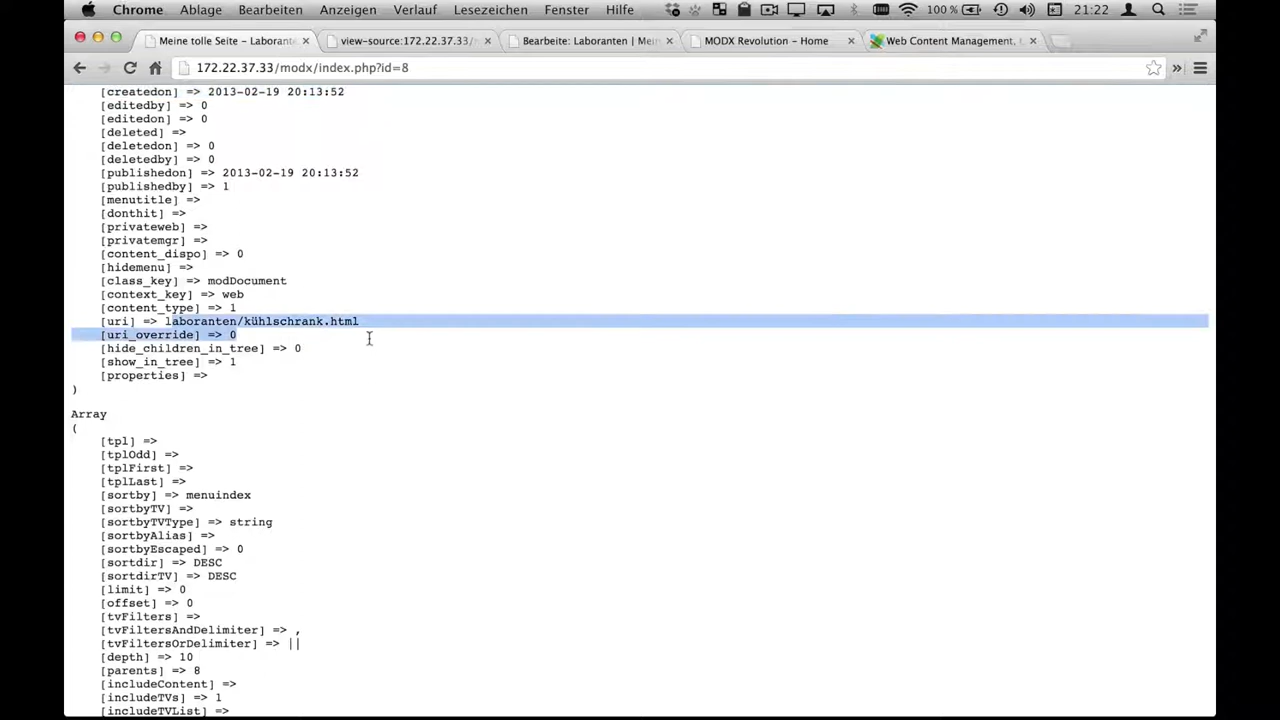 Chrome Ablage Bearbeiten Anzeigen Verlauf Lesezeichen Fenster Hilfe 100 % 21:22
Meine tolle Seite – Laborante view-source:172.22.37.33/ Bearbeite: Laboranten | Mei MODX Revolution – Home Web Content Management,
172.22.37.33/modx/index.php?id=8
[createdon] => 2013-02-19 20:13:52
[editedby] => 0
[editedon] => 0
[deleted] =>
[deletedon] => 0
[deletedby] => 0
[publishedon] => 2013-02-19 20:13:52
[publishedby] => 1
[menutitle] =>
[donthit] =>
[privateweb] =>
[privatemgr] =>
[content_dispo] => 0
[hidemenu] =>
[class_key] => modDocument
[context_key] => web
[content_type] => 1
[uri] => laboranten/kühlschrank.html
[uri_override] => 0
[hide_children_in_tree] => 0
[show_in_tree] => 1
[properties] =>
)
Array
(
[tpl] =>
[tplOdd] =>
[tplFirst] =>
[tplLast] =>
[sortby] => menuindex
[sortbyTV] =>
[sortbyTVType] => string
[sortbyAlias] =>
[sortbyEscaped] => 0
[sortdir] => DESC
[sortdirTV] => DESC
[limit] => 0
[offset] => 0
[tvFilters] =>
[tvFiltersAndDelimiter] => ,
[tvFiltersOrDelimiter] => ||
[depth] => 10
[parents] => 8
[includeContent] =>
[includeTVs] => 1
[includeTVList] =>